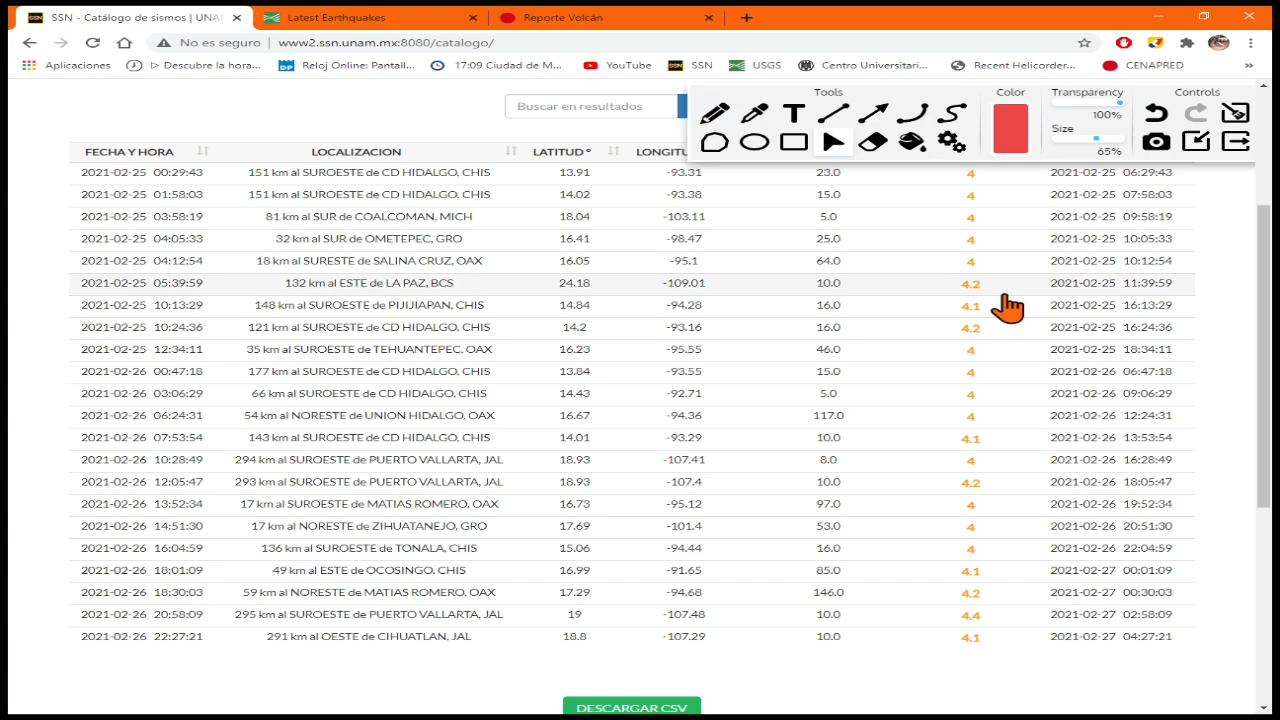 SSN - Catálogo de sismos | UNA
Latest Earthquakes
Reporte Volcán
No es seguro
www2.ssn.unam.mx:8080/catalogo/
Aplicaciones
Descubre la hora...
Reloj Online: Pantall...
17:09 Ciudad de M...
YouTube
SSN
USGS
Centro Universitari...
Recent Helicorder...
CENAPRED
»
Buscar en resultados
Tools
Color
Transparency
100%
Size
65%
Controls
FECHA Y HORA LOCALIZACION LATITUD º LONGITU
2021-02-25 00:29:43 151 km al SUROESTE de CD HIDALGO, CHIS 13.91 -93.31 23.0 4 2021-02-25 06:29:43
2021-02-25 01:58:03 151 km al SUROESTE de CD HIDALGO, CHIS 14.02 -93.38 15.0 4 2021-02-25 07:58:03
2021-02-25 03:58:19 81 km al SUR de COALCOMAN, MICH 18.04 -103.11 5.0 4 2021-02-25 09:58:19
2021-02-25 04:05:33 32 km al SUR de OMETEPEC, GRO 16.41 -98.47 25.0 4 2021-02-25 10:05:33
2021-02-25 04:12:54 18 km al SURESTE de SALINA CRUZ, OAX 16.05 -95.1 64.0 4 2021-02-25 10:12:54
2021-02-25 05:39:59 132 km al ESTE de LA PAZ, BCS 24.18 -109.01 10.0 4.2 2021-02-25 11:39:59
2021-02-25 10:13:29 148 km al SUROESTE de PIJIJIAPAN, CHIS 14.84 -94.28 16.0 4.1 2021-02-25 16:13:29
2021-02-25 10:24:36 121 km al SUROESTE de CD HIDALGO, CHIS 14.2 -93.16 16.0 4.2 2021-02-25 16:24:36
2021-02-25 12:34:11 35 km al SUROESTE de TEHUANTEPEC, OAX 16.23 -95.55 46.0 4 2021-02-25 18:34:11
2021-02-26 00:47:18 177 km al SUROESTE de CD HIDALGO, CHIS 13.84 -93.55 15.0 4 2021-02-26 06:47:18
2021-02-26 03:06:29 66 km al SUROESTE de CD HIDALGO, CHIS 14.43 -92.71 5.0 4 2021-02-26 09:06:29
2021-02-26 06:24:31 54 km al NORESTE de UNION HIDALGO, OAX 16.67 -94.36 117.0 4 2021-02-26 12:24:31
2021-02-26 07:53:54 143 km al SUROESTE de CD HIDALGO, CHIS 14.01 -93.29 10.0 4.1 2021-02-26 13:53:54
2021-02-26 10:28:49 294 km al SUROESTE de PUERTO VALLARTA, JAL 18.93 -107.41 8.0 4 2021-02-26 16:28:49
2021-02-26 12:05:47 293 km al SUROESTE de PUERTO VALLARTA, JAL 18.93 -107.4 10.0 4.2 2021-02-26 18:05:47
2021-02-26 13:52:34 17 km al SUROESTE de MATIAS ROMERO, OAX 16.73 -95.12 97.0 4 2021-02-26 19:52:34
2021-02-26 14:51:30 17 km al NORESTE de ZIHUATANEJO, GRO 17.69 -101.4 53.0 4 2021-02-26 20:51:30
2021-02-26 16:04:59 136 km al SUROESTE de TONALA, CHIS 15.06 -94.44 16.0 4 2021-02-26 22:04:59
2021-02-26 18:01:09 49 km al ESTE de OCOSINGO, CHIS 16.99 -91.65 85.0 4.1 2021-02-27 00:01:09
2021-02-26 18:30:03 59 km al NORESTE de MATIAS ROMERO, OAX 17.29 -94.68 146.0 4.2 2021-02-27 00:30:03
2021-02-26 20:58:09 295 km al SUROESTE de PUERTO VALLARTA, JAL 19 -107.48 10.0 4.4 2021-02-27 02:58:09
2021-02-26 22:27:21 291 km al OESTE de CIHUATLAN, JAL 18.8 -107.29 10.0 4.1 2021-02-27 04:27:21
DESCARGAR CSV